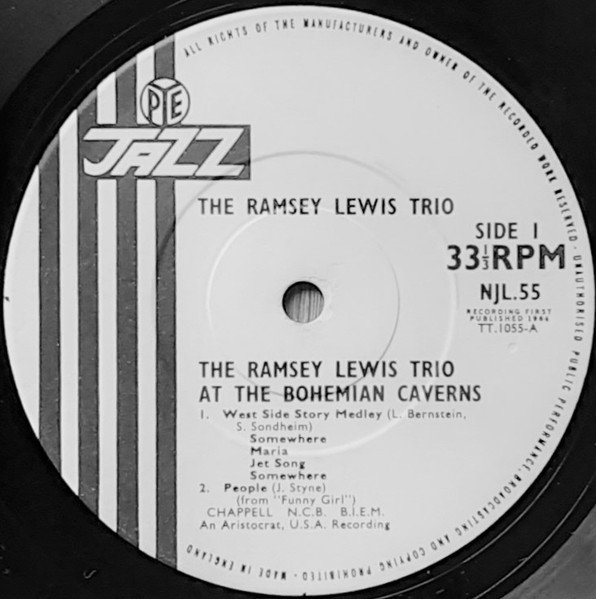 ALL RIGHTS OF THE MANUFACTURERS AND OWNER OF THE RECORDED WORK RESERVED · UNAUTHORISED PUBLIC PERFORMANCE, BROADCASTING AND COPYING PROHIBITED · MADE IN ENGLAND
PYE
JAZZ
THE RAMSEY LEWIS TRIO
SIDE 1
33⅓RPM
NJL.55
RECORDING FIRST
PUBLISHED 1964
TT.1055-A
THE RAMSEY LEWIS TRIO
AT THE BOHEMIAN CAVERNS
1. West Side Story Medley (L. Bernstein,
S. Sondheim)
Somewhere
Maria
Jet Song
Somewhere
2. People (J. Styne)
(from "Funny Girl")
CHAPPELL N.C.B. B.I.E.M.
An Aristocrat, U.S.A. Recording